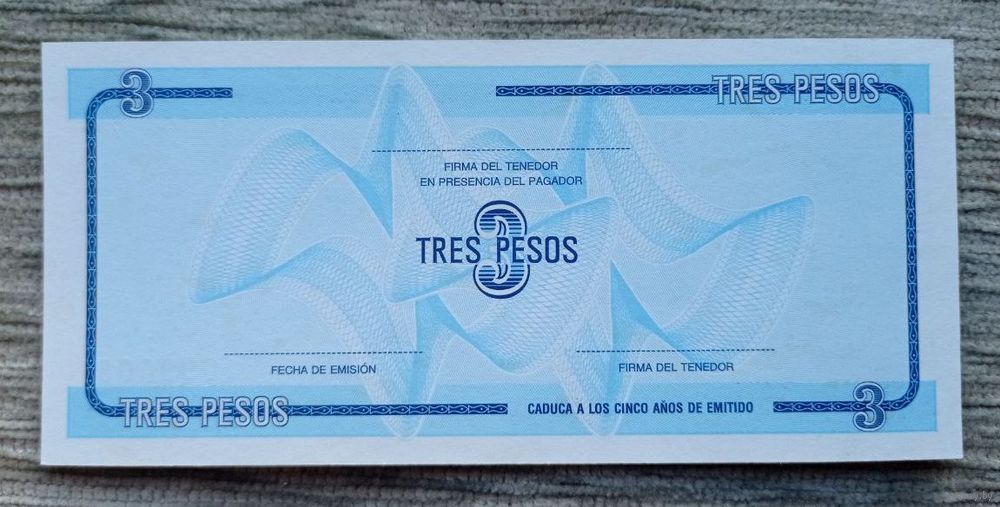 3
TRES PESOS
FIRMA DEL TENEDOR
EN PRESENCIA DEL PAGADOR
3
TRES PESOS
FECHA DE EMISIÓN
FIRMA DEL TENEDOR
TRES PESOS
CADUCA A LOS CINCO AÑOS DE EMITIDO
3